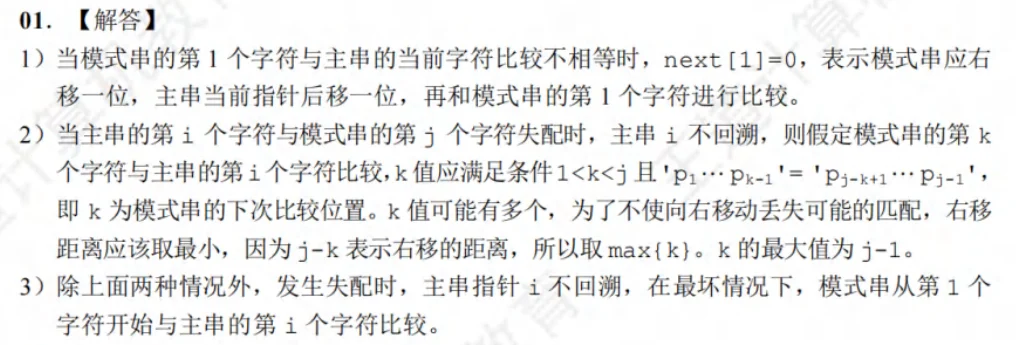 01. 【解答】
1）当模式串的第 1 个字符与主串的当前字符比较不相等时，next[1]=0，表示模式串应右
移一位，主串当前指针后移一位，再和模式串的第 1 个字符进行比较。
2）当主串的第 i 个字符与模式串的第 j 个字符失配时，主串 i 不回溯，则假定模式串的第 k
个字符与主串的第 i 个字符比较，k 值应满足条件 1<k<j 且 'p₁…pₖ₋₁'='pⱼ₋ₖ₊₁…pⱼ₋₁'，
即 k 为模式串的下次比较位置。k 值可能有多个，为了不使向右移动丢失可能的匹配，右移
距离应该取最小，因为 j-k 表示右移的距离，所以取 max{k}。k 的最大值为 j-1。
3）除上面两种情况外，发生失配时，主串指针 i 不回溯，在最坏情况下，模式串从第 1 个
字符开始与主串的第 i 个字符比较。